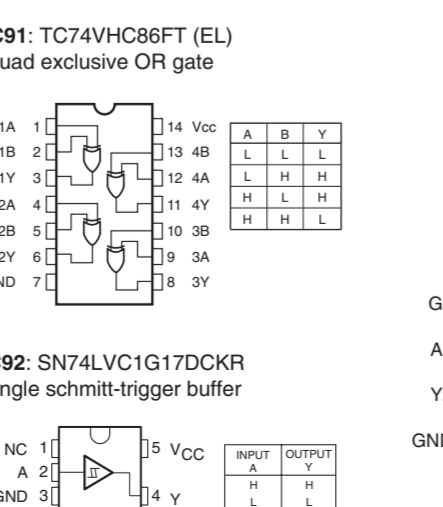 C91: TC74VHC86FT (EL)
uad exclusive OR gate
1A 1 14 Vcc
1B 2 13 4B
1Y 3 12 4A
2A 4 11 4Y
2B 5 10 3B
2Y 6 9 3A
ND 7 8 3Y
A B Y
L L L
L H H
H L H
H H L
C92: SN74LVC1G17DCKR
ngle schmitt-trigger buffer
NC 1 5 VCC
A 2
GND 3 4 Y
INPUT OUTPUT
A Y
H H
L L
G
A
Y
GND